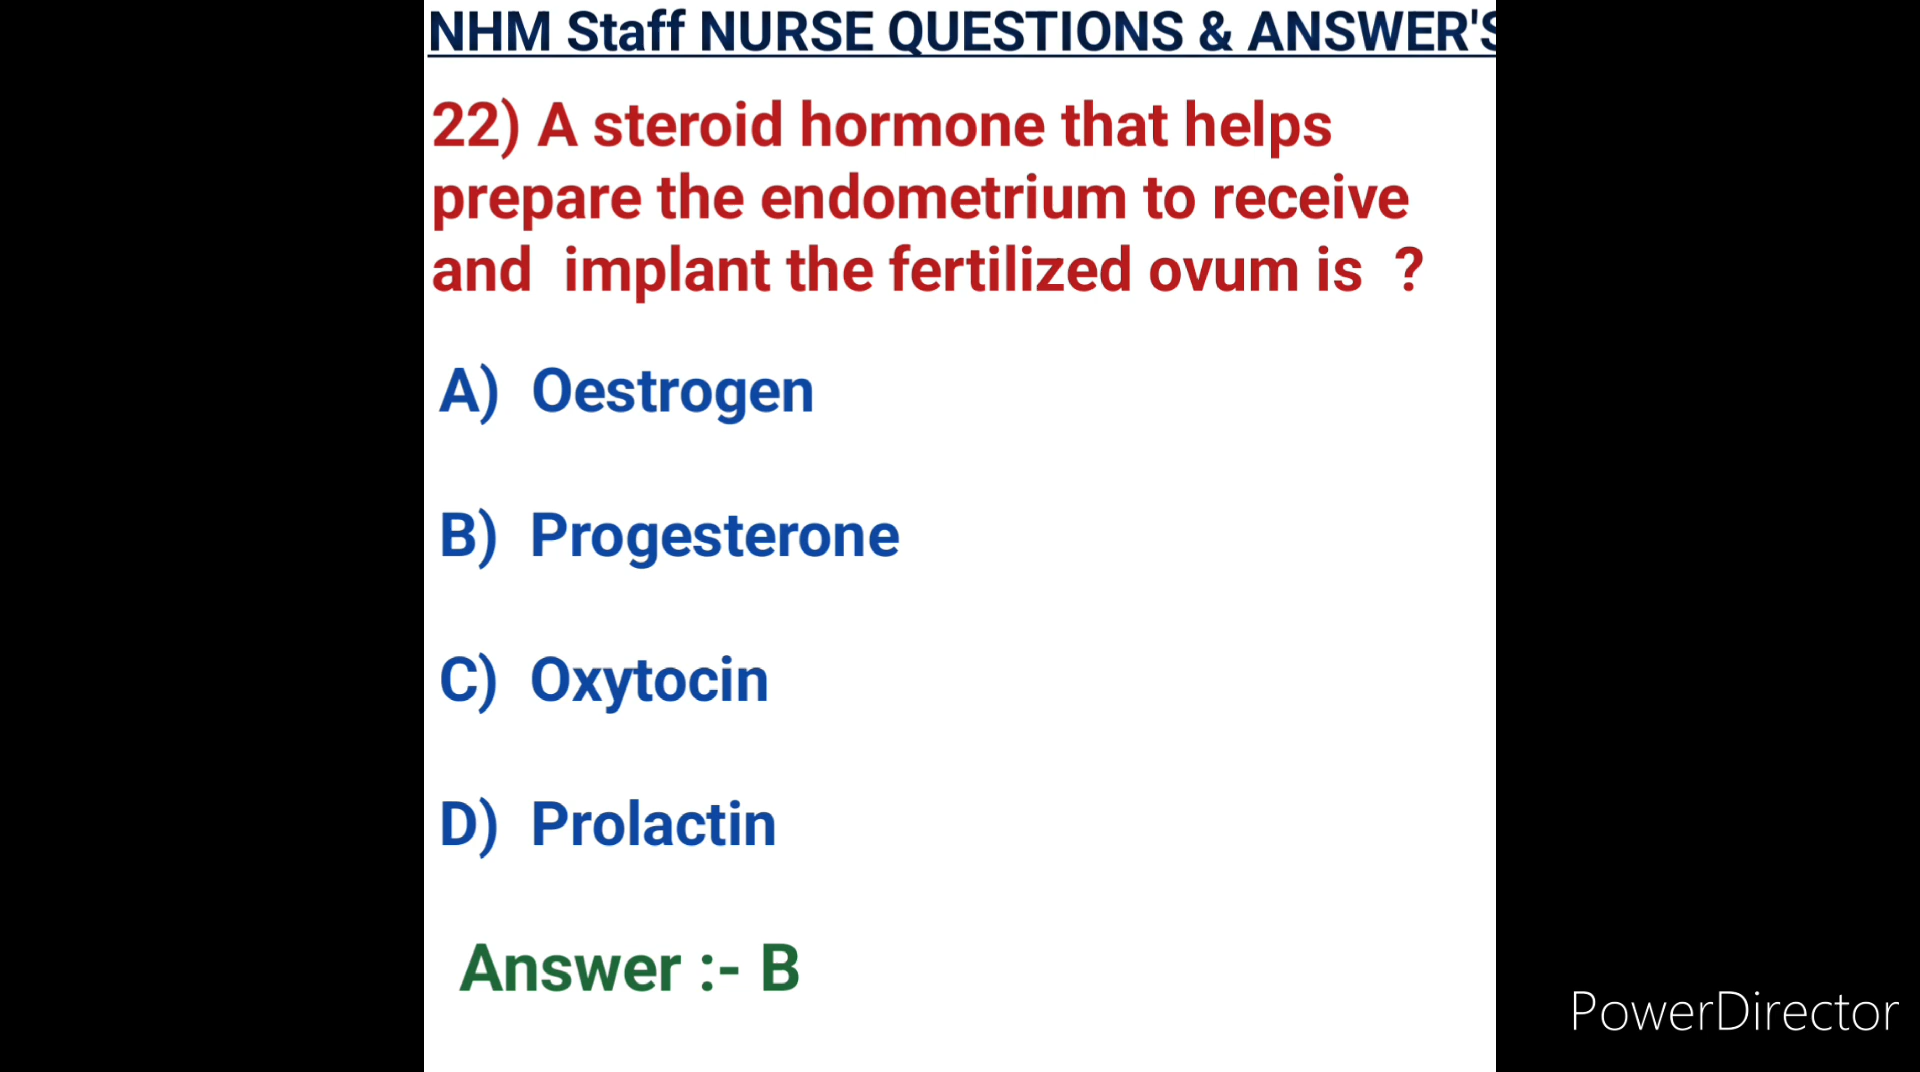 NHM Staff NURSE QUESTIONS & ANSWER'S
22) A steroid hormone that helps
prepare the endometrium to receive
and implant the fertilized ovum is ?
A) Oestrogen
B) Progesterone
C) Oxytocin
D) Prolactin
Answer :- B
PowerDirector